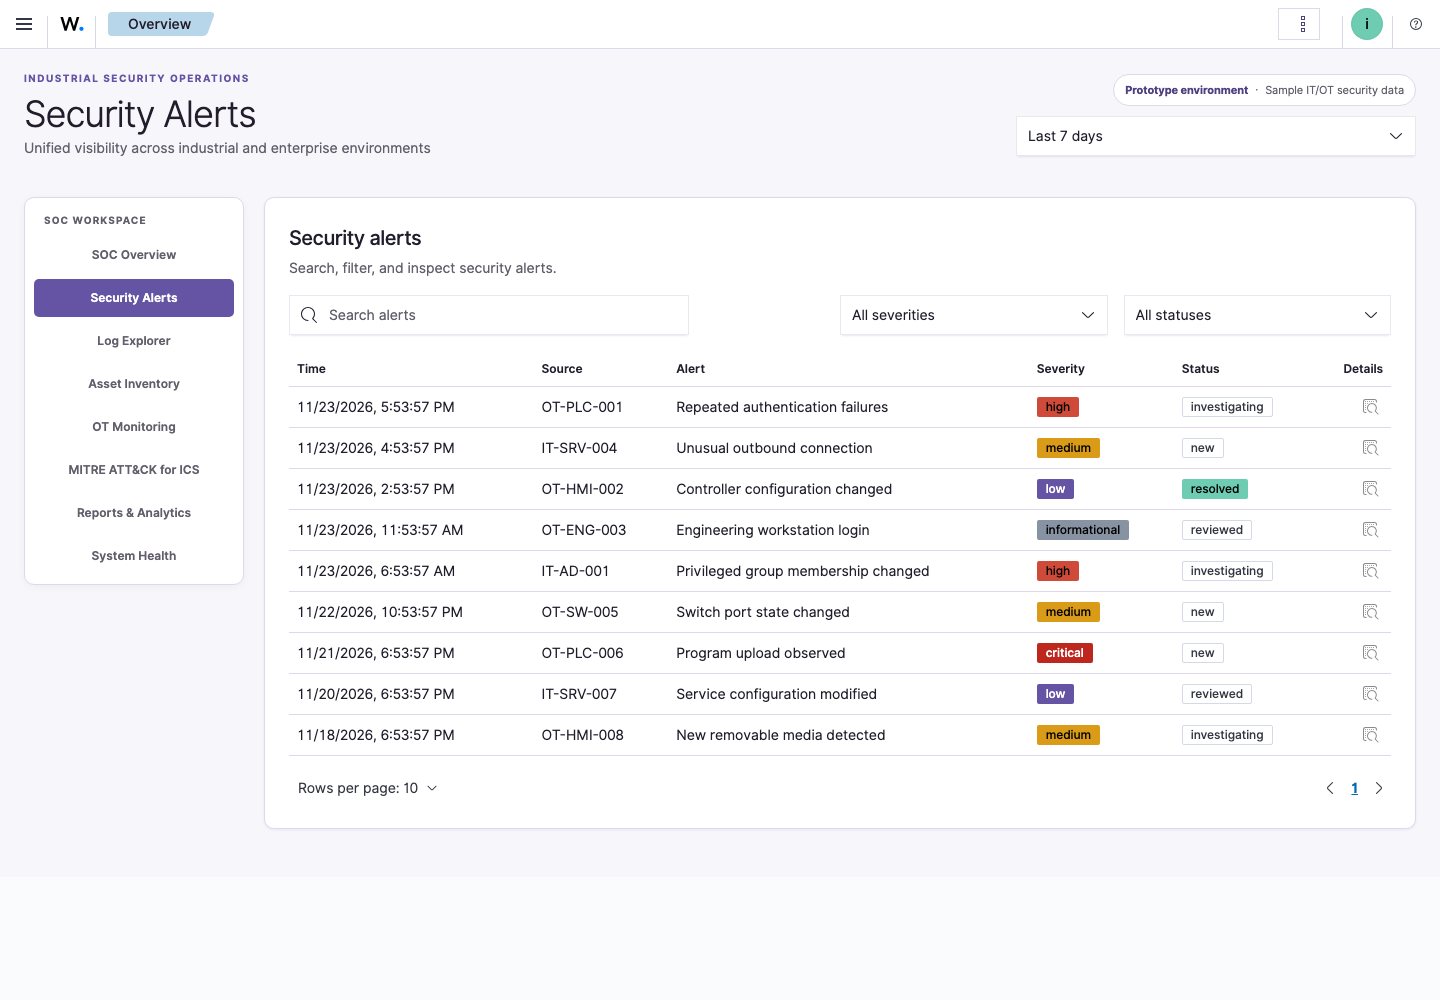 W.
Overview
i
INDUSTRIAL SECURITY OPERATIONS
Security Alerts
Unified visibility across industrial and enterprise environments
Prototype environment · Sample IT/OT security data
Last 7 days
SOC WORKSPACE
SOC Overview
Security Alerts
Log Explorer
Asset Inventory
OT Monitoring
MITRE ATT&CK for ICS
Reports & Analytics
System Health
Security alerts
Search, filter, and inspect security alerts.
Search alerts
All severities
All statuses
Time Source Alert Severity Status Details
11/23/2026, 5:53:57 PM OT-PLC-001 Repeated authentication failures high investigating
11/23/2026, 4:53:57 PM IT-SRV-004 Unusual outbound connection medium new
11/23/2026, 2:53:57 PM OT-HMI-002 Controller configuration changed low resolved
11/23/2026, 11:53:57 AM OT-ENG-003 Engineering workstation login informational reviewed
11/23/2026, 6:53:57 AM IT-AD-001 Privileged group membership changed high investigating
11/22/2026, 10:53:57 PM OT-SW-005 Switch port state changed medium new
11/21/2026, 6:53:57 PM OT-PLC-006 Program upload observed critical new
11/20/2026, 6:53:57 PM IT-SRV-007 Service configuration modified low reviewed
11/18/2026, 6:53:57 PM OT-HMI-008 New removable media detected medium investigating
Rows per page: 10
1